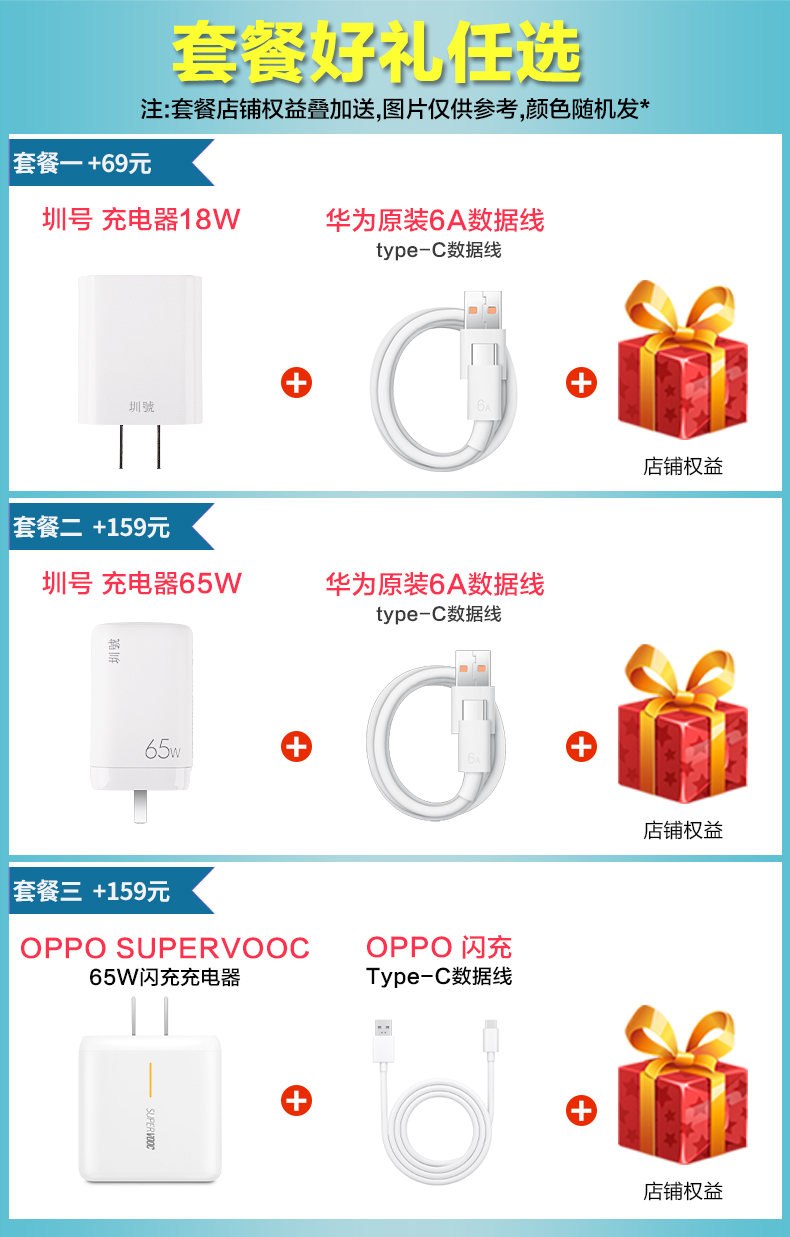 套餐好礼任选
注:套餐店铺权益叠加送,图片仅供参考,颜色随机发*
套餐一 +69元
圳号 充电器18W
华为原装6A数据线
type-C数据线
圳號
6A
店铺权益
套餐二 +159元
圳号 充电器65W
华为原装6A数据线
type-C数据线
圳號
65W
6A
店铺权益
套餐三 +159元
OPPO SUPERVOOC
65W闪充充电器
OPPO 闪充
Type-C数据线
SUPERVOOC
店铺权益